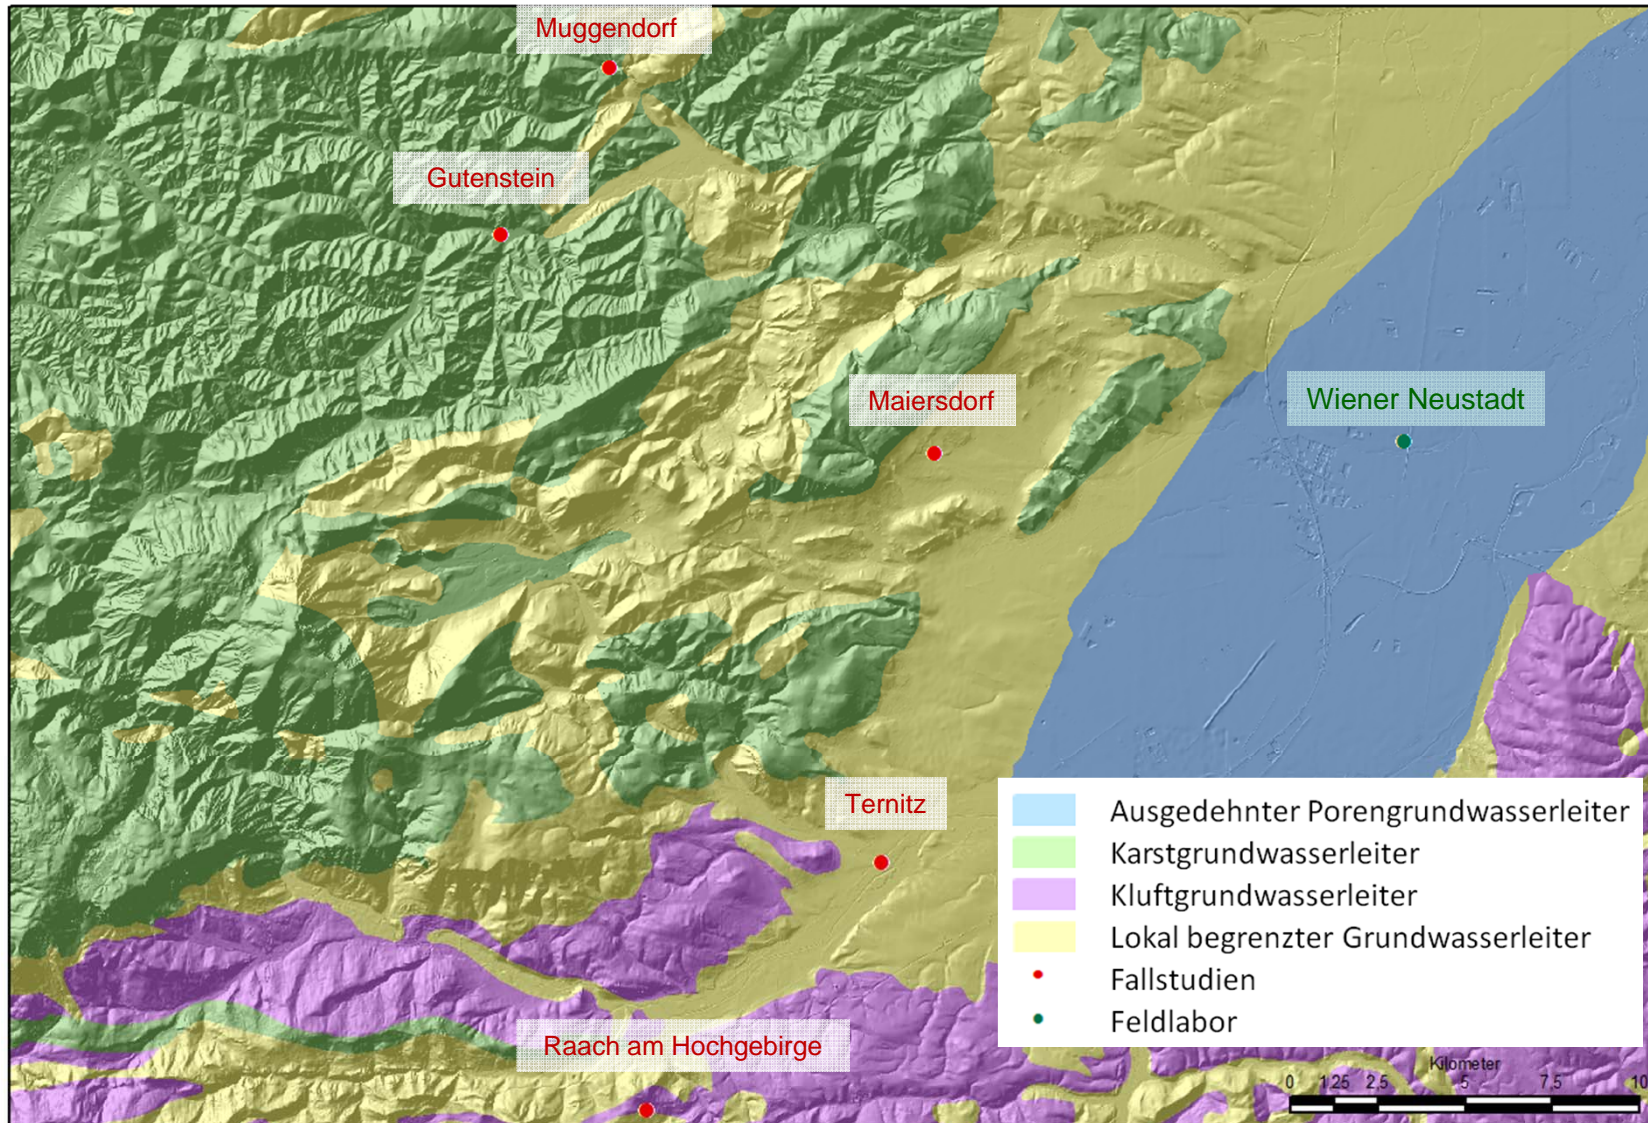 Muggendorf
Gutenstein
Maiersdorf
Wiener Neustadt
Ternitz
Raach am Hochgebirge
Ausgedehnter Porengrundwasserleiter
Karstgrundwasserleiter
Kluftgrundwasserleiter
Lokal begrenzter Grundwasserleiter
Fallstudien
Feldlabor
Kilometer
0 1,25 2,5 5 7,5 10